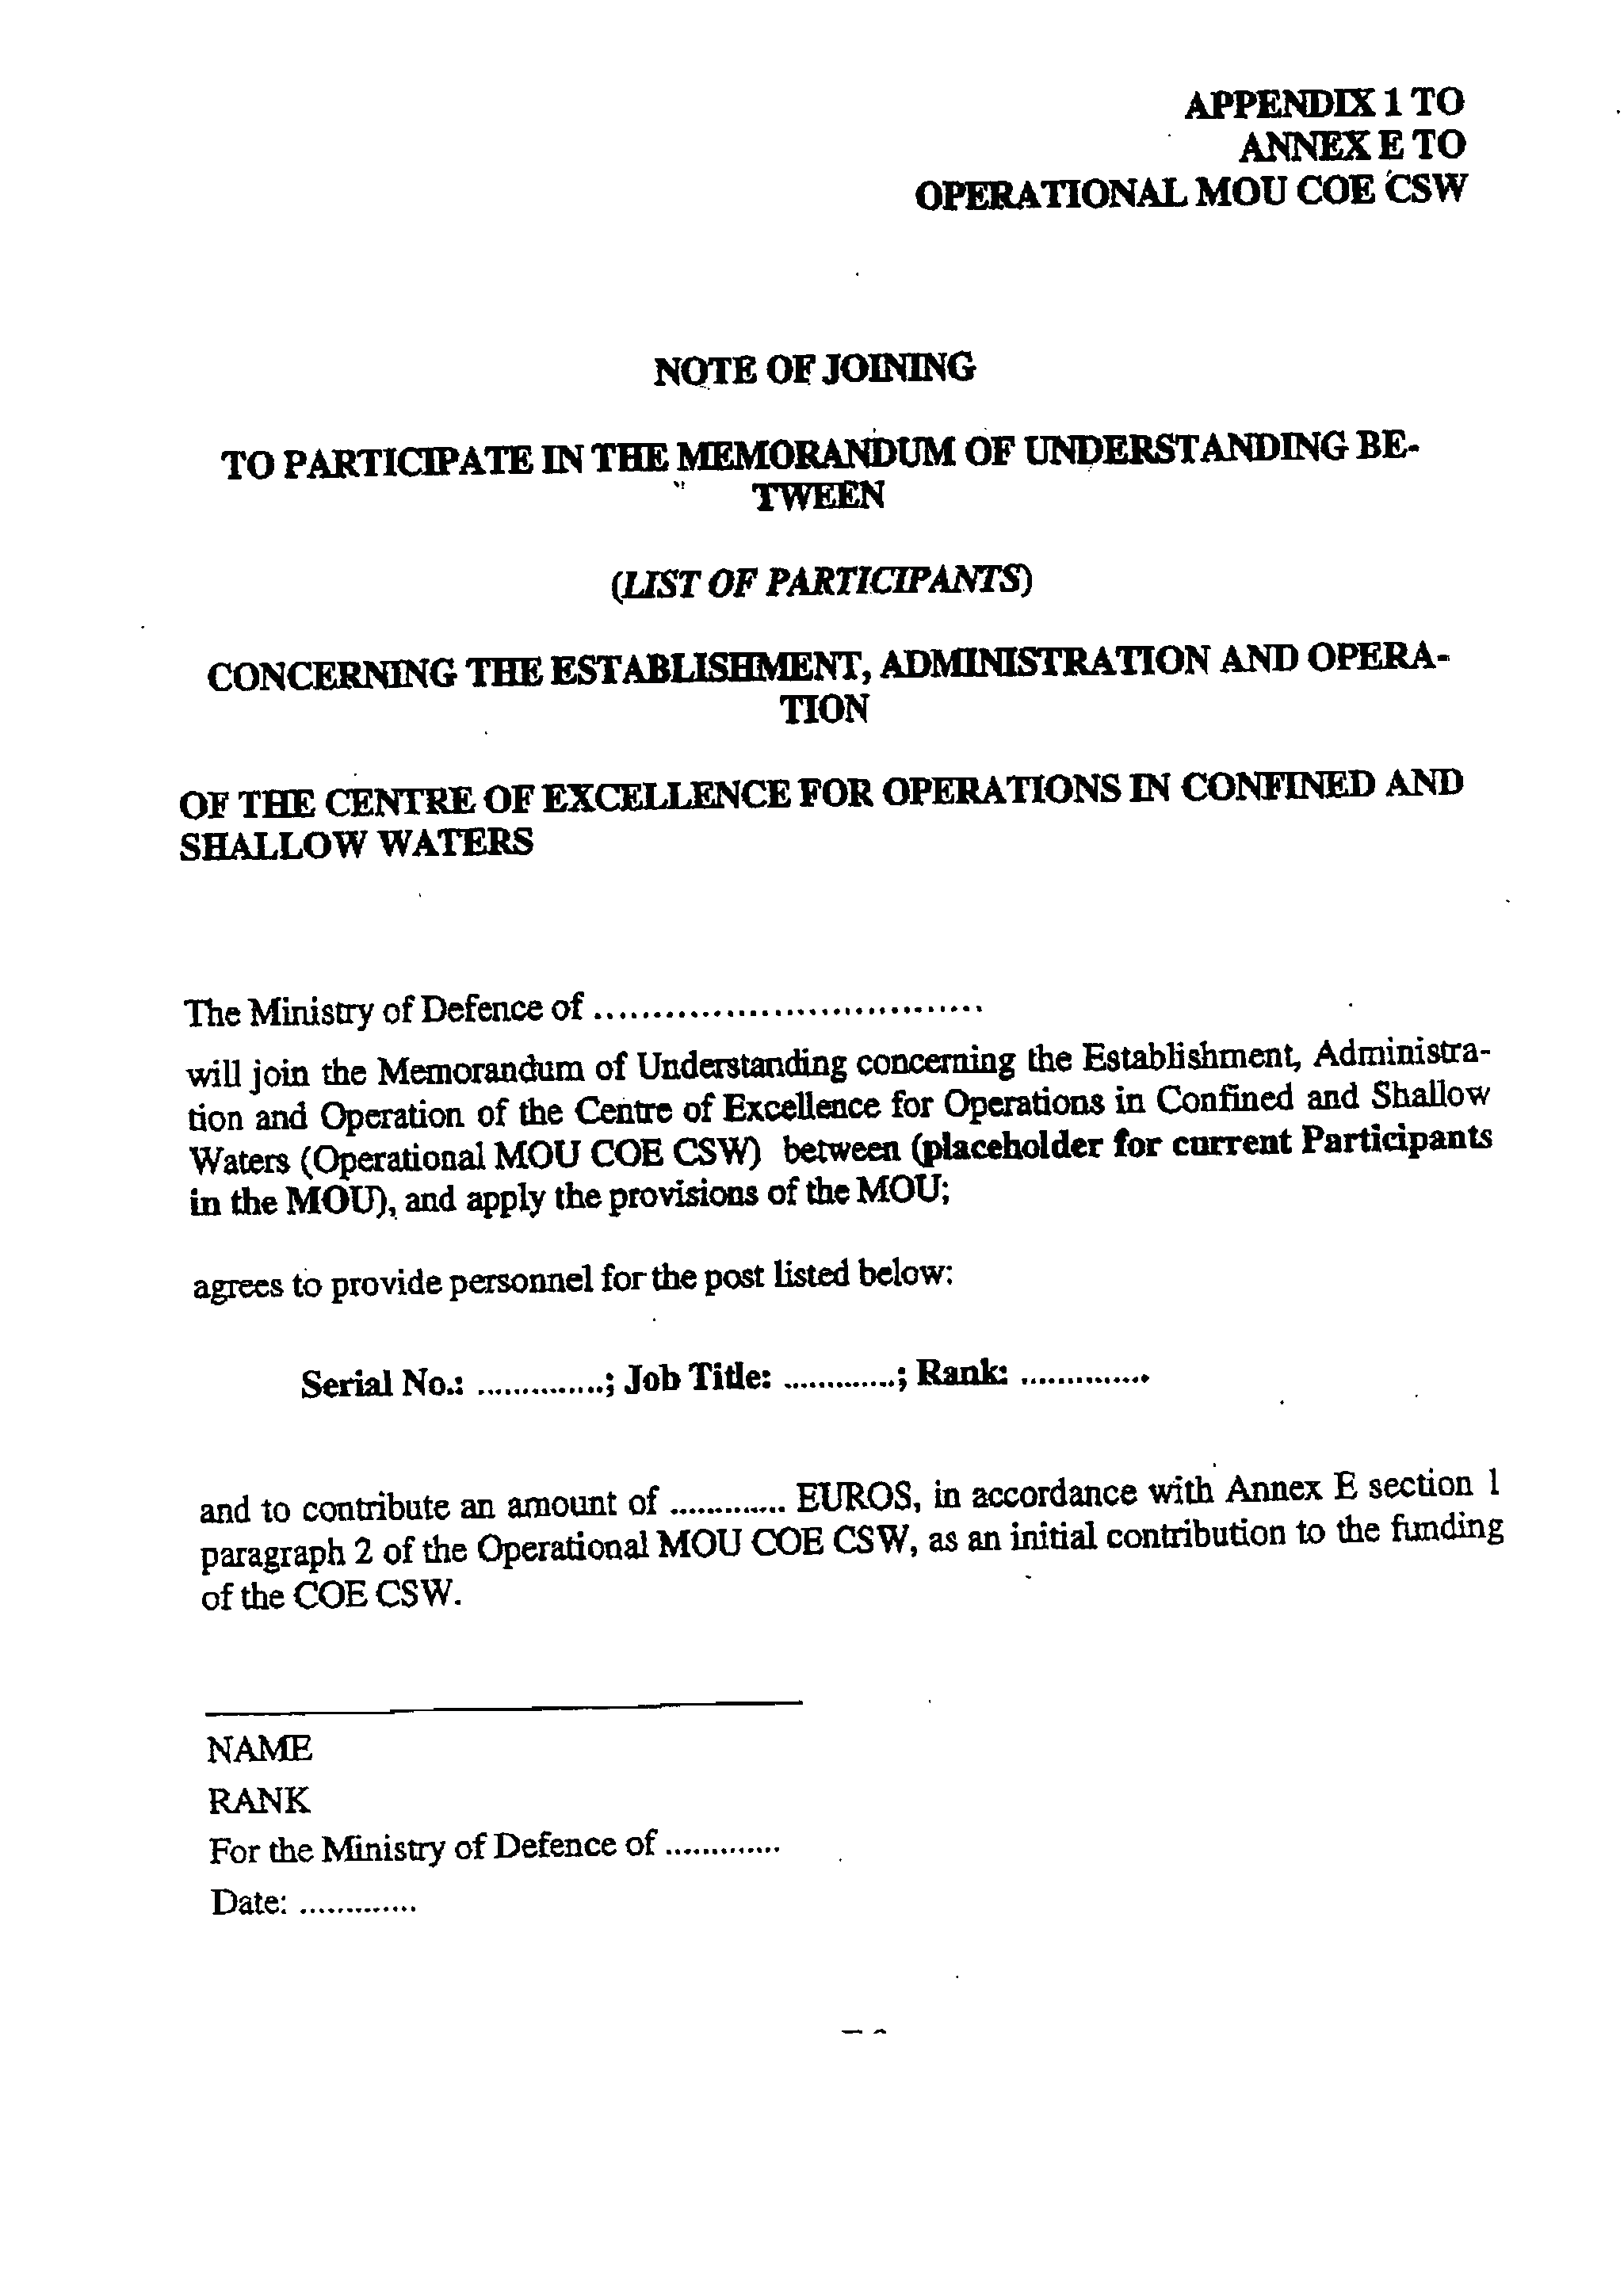 APPENDIX 1 TO
ANNEX E TO
OPERATIONAL MOU COE CSW
NOTE OF JOINING
TO PARTICIPATE IN THE MEMORANDUM OF UNDERSTANDING BE-
TWEEN
(LIST OF PARTICIPANTS)
CONCERNING THE ESTABLISHMENT, ADMINISTRATION AND OPERA-
TION
OF THE CENTRE OF EXCELLENCE FOR OPERATIONS IN CONFINED AND
SHALLOW WATERS
The Ministry of Defence of .................................
will join the Memorandum of Understanding concerning the Establishment, Administra-
tion and Operation of the Centre of Excellence for Operations in Confined and Shallow
Waters (Operational MOU COE CSW) between (placeholder for current Participants
in the MOU), and apply the provisions of the MOU;
agrees to provide personnel for the post listed below:
Serial No.: ..............; Job Title: ............; Rank: ..............
and to contribute an amount of ............. EUROS, in accordance with Annex E section 1
paragraph 2 of the Operational MOU COE CSW, as an initial contribution to the funding
of the COE CSW.
NAME
RANK
For the Ministry of Defence of .............
Date: .............